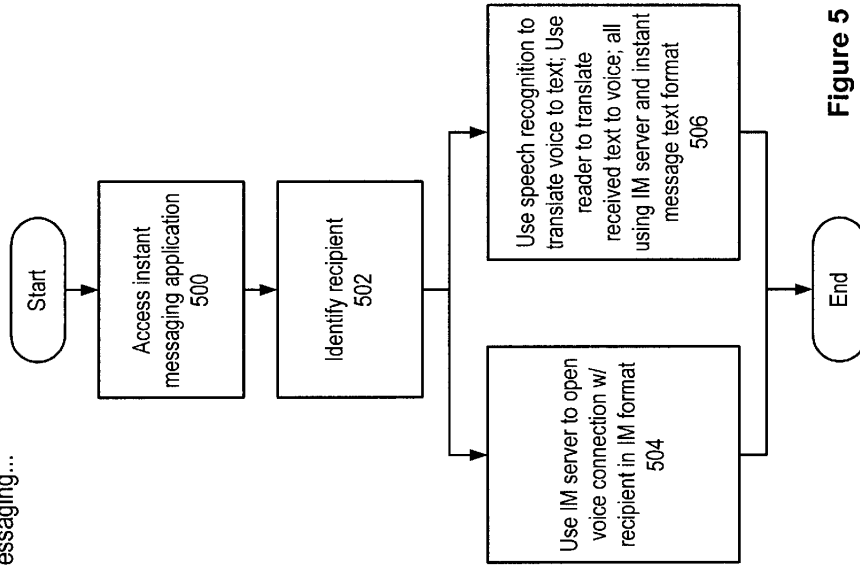 essaging...
Start
Access instant
messaging application
500
Identify recipient
502
Use IM server to open
voice connection w/
recipient in IM format
504
Use speech recognition to
translate voice to text; Use
reader to translate
received text to voice; all
using IM server and instant
message text format
506
End
Figure 5